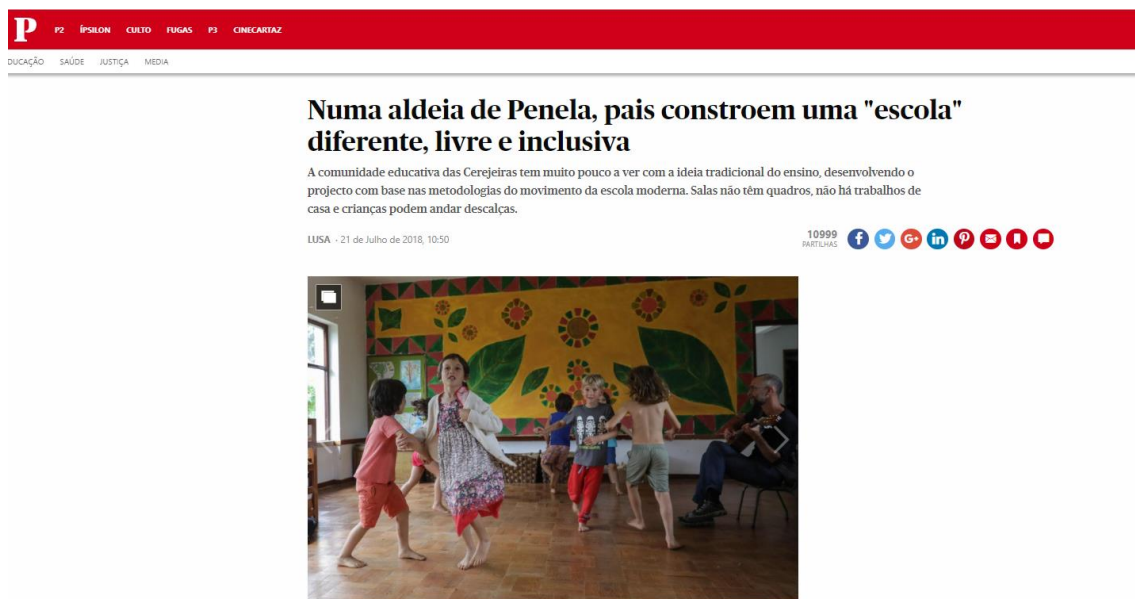 P
P2 ÍPSILON CULTO FUGAS P3 CINECARTAZ
DUCAÇÃO SAÚDE JUSTIÇA MEDIA
Numa aldeia de Penela, pais constroem uma "escola"
diferente, livre e inclusiva
A comunidade educativa das Cerejeiras tem muito pouco a ver com a ideia tradicional do ensino, desenvolvendo o
projecto com base nas metodologias do movimento da escola moderna. Salas não têm quadros, não há trabalhos de
casa e crianças podem andar descalças.
LUSA · 21 de Julho de 2018, 10:50
10999
PARTILHAS